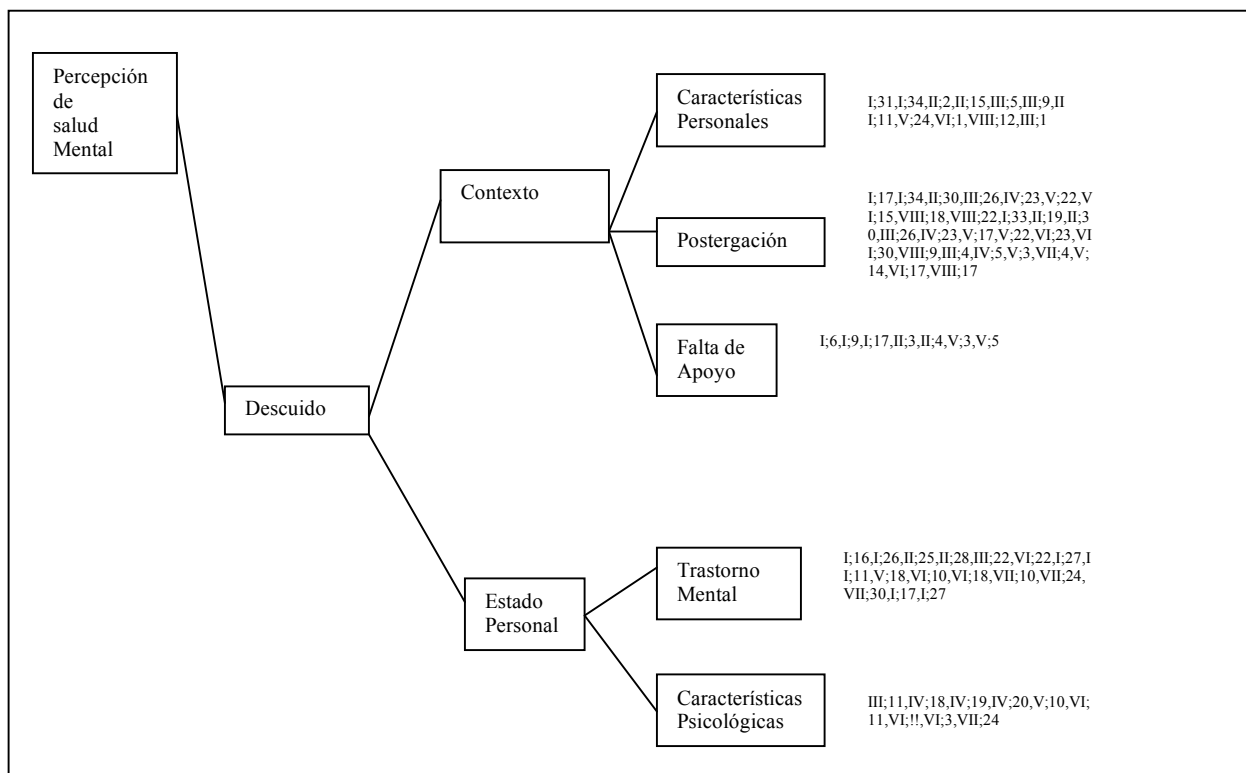 Percepción
de
salud
Mental
Características
Personales
I;31,I;34,II;2,II;15,III;5,III;9,II
I;11,V;24,VI;1,VIII;12,III;1
Contexto
Postergación
I;17,I;34,II;30,III;26,IV;23,V;22,V
I;15,VIII;18,VIII;22,I;33,II;19,II;3
0,III;26,IV;23,V;17,V;22,VI;23,VI
I;30,VIII;9,III;4,IV;5,V;3,VII;4,V;
14,VI;17,VIII;17
Falta de
Apoyo
I;6,I;9,I;17,II;3,II;4,V;3,V;5
Descuido
Trastorno
Mental
I;16,I;26,II;25,II;28,III;22,VI;22,I;27,I
I;11,V;18,VI;10,VI;18,VII;10,VII;24,
VII;30,I;17,I;27
Estado
Personal
Características
Psicológicas
III;11,IV;18,IV;19,IV;20,V;10,VI;
11,VI;!!,VI;3,VII;24